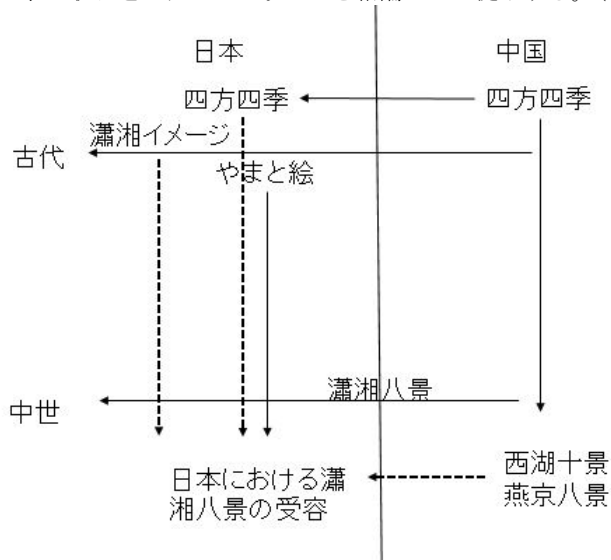 日本
中国
四方四季
四方四季
瀟湘イメージ
古代
やまと絵
瀟湘八景
中世
日本における瀟
湘八景の受容
西湖十景
燕京八景